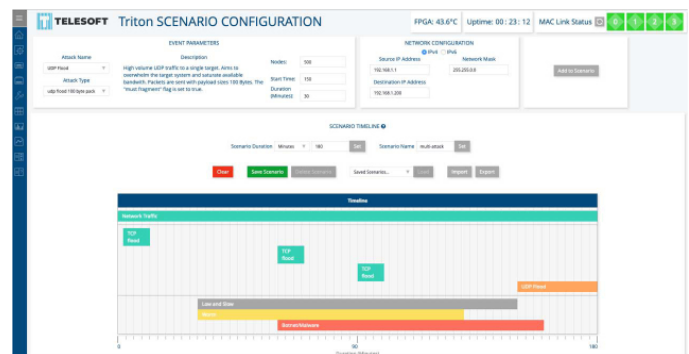 TELESOFT
Triton SCENARIO CONFIGURATION
FPGA: 43.6°C
Uptime: 00 : 23 : 12
MAC Link Status
0
1
2
3
EVENT PARAMETERS
Attack Name
UDP Flood
Attack Type
udp flood 100 byte pack
Description
High volume UDP traffic to a single target. Aims to
overwhelm the target system and saturate available
bandwith. Packets are sent with payload sizes 100 Bytes. The
"must fragment" flag is set to true.
Nodes:
500
Start Time:
150
Duration
(Minutes):
30
NETWORK CONFIGURATION
IPv4
IPv6
Source IP Address
192.168.1.1
Network Mask
255.255.0.0
Destination IP Address
192.168.1.200
Add to Scenario
SCENARIO TIMELINE
Scenario Duration
Minutes
180
Set
Scenario Name
multi-attack
Set
Clear
Save Scenario
Delete Scenario
Saved Scenarios...
Load
Import
Export
Timeline
Network Traffic
TCP
flood
TCP
flood
TCP
flood
UDP Flood
Low and Slow
Botnet/Malware
0
90
180
Duration (Minutes)